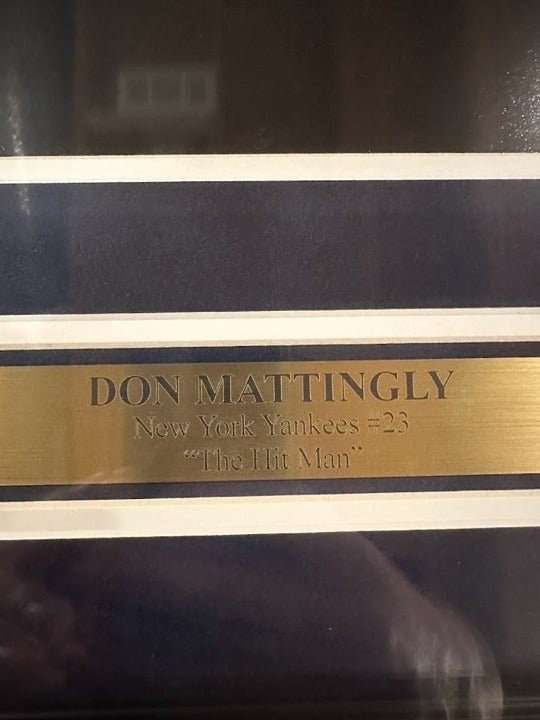 DON MATTINGLY
New York Yankees #23
“The Hit Man”